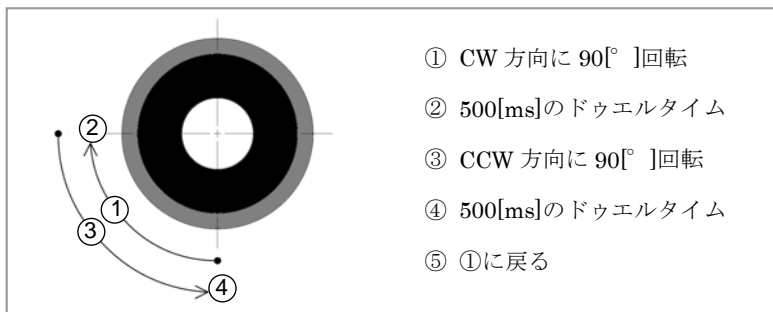 ① CW 方向に 90[°]回転
② 500[ms]のドゥエルタイム
③ CCW 方向に 90[°]回転
④ 500[ms]のドゥエルタイム
⑤ ①に戻る
②
①
③
④